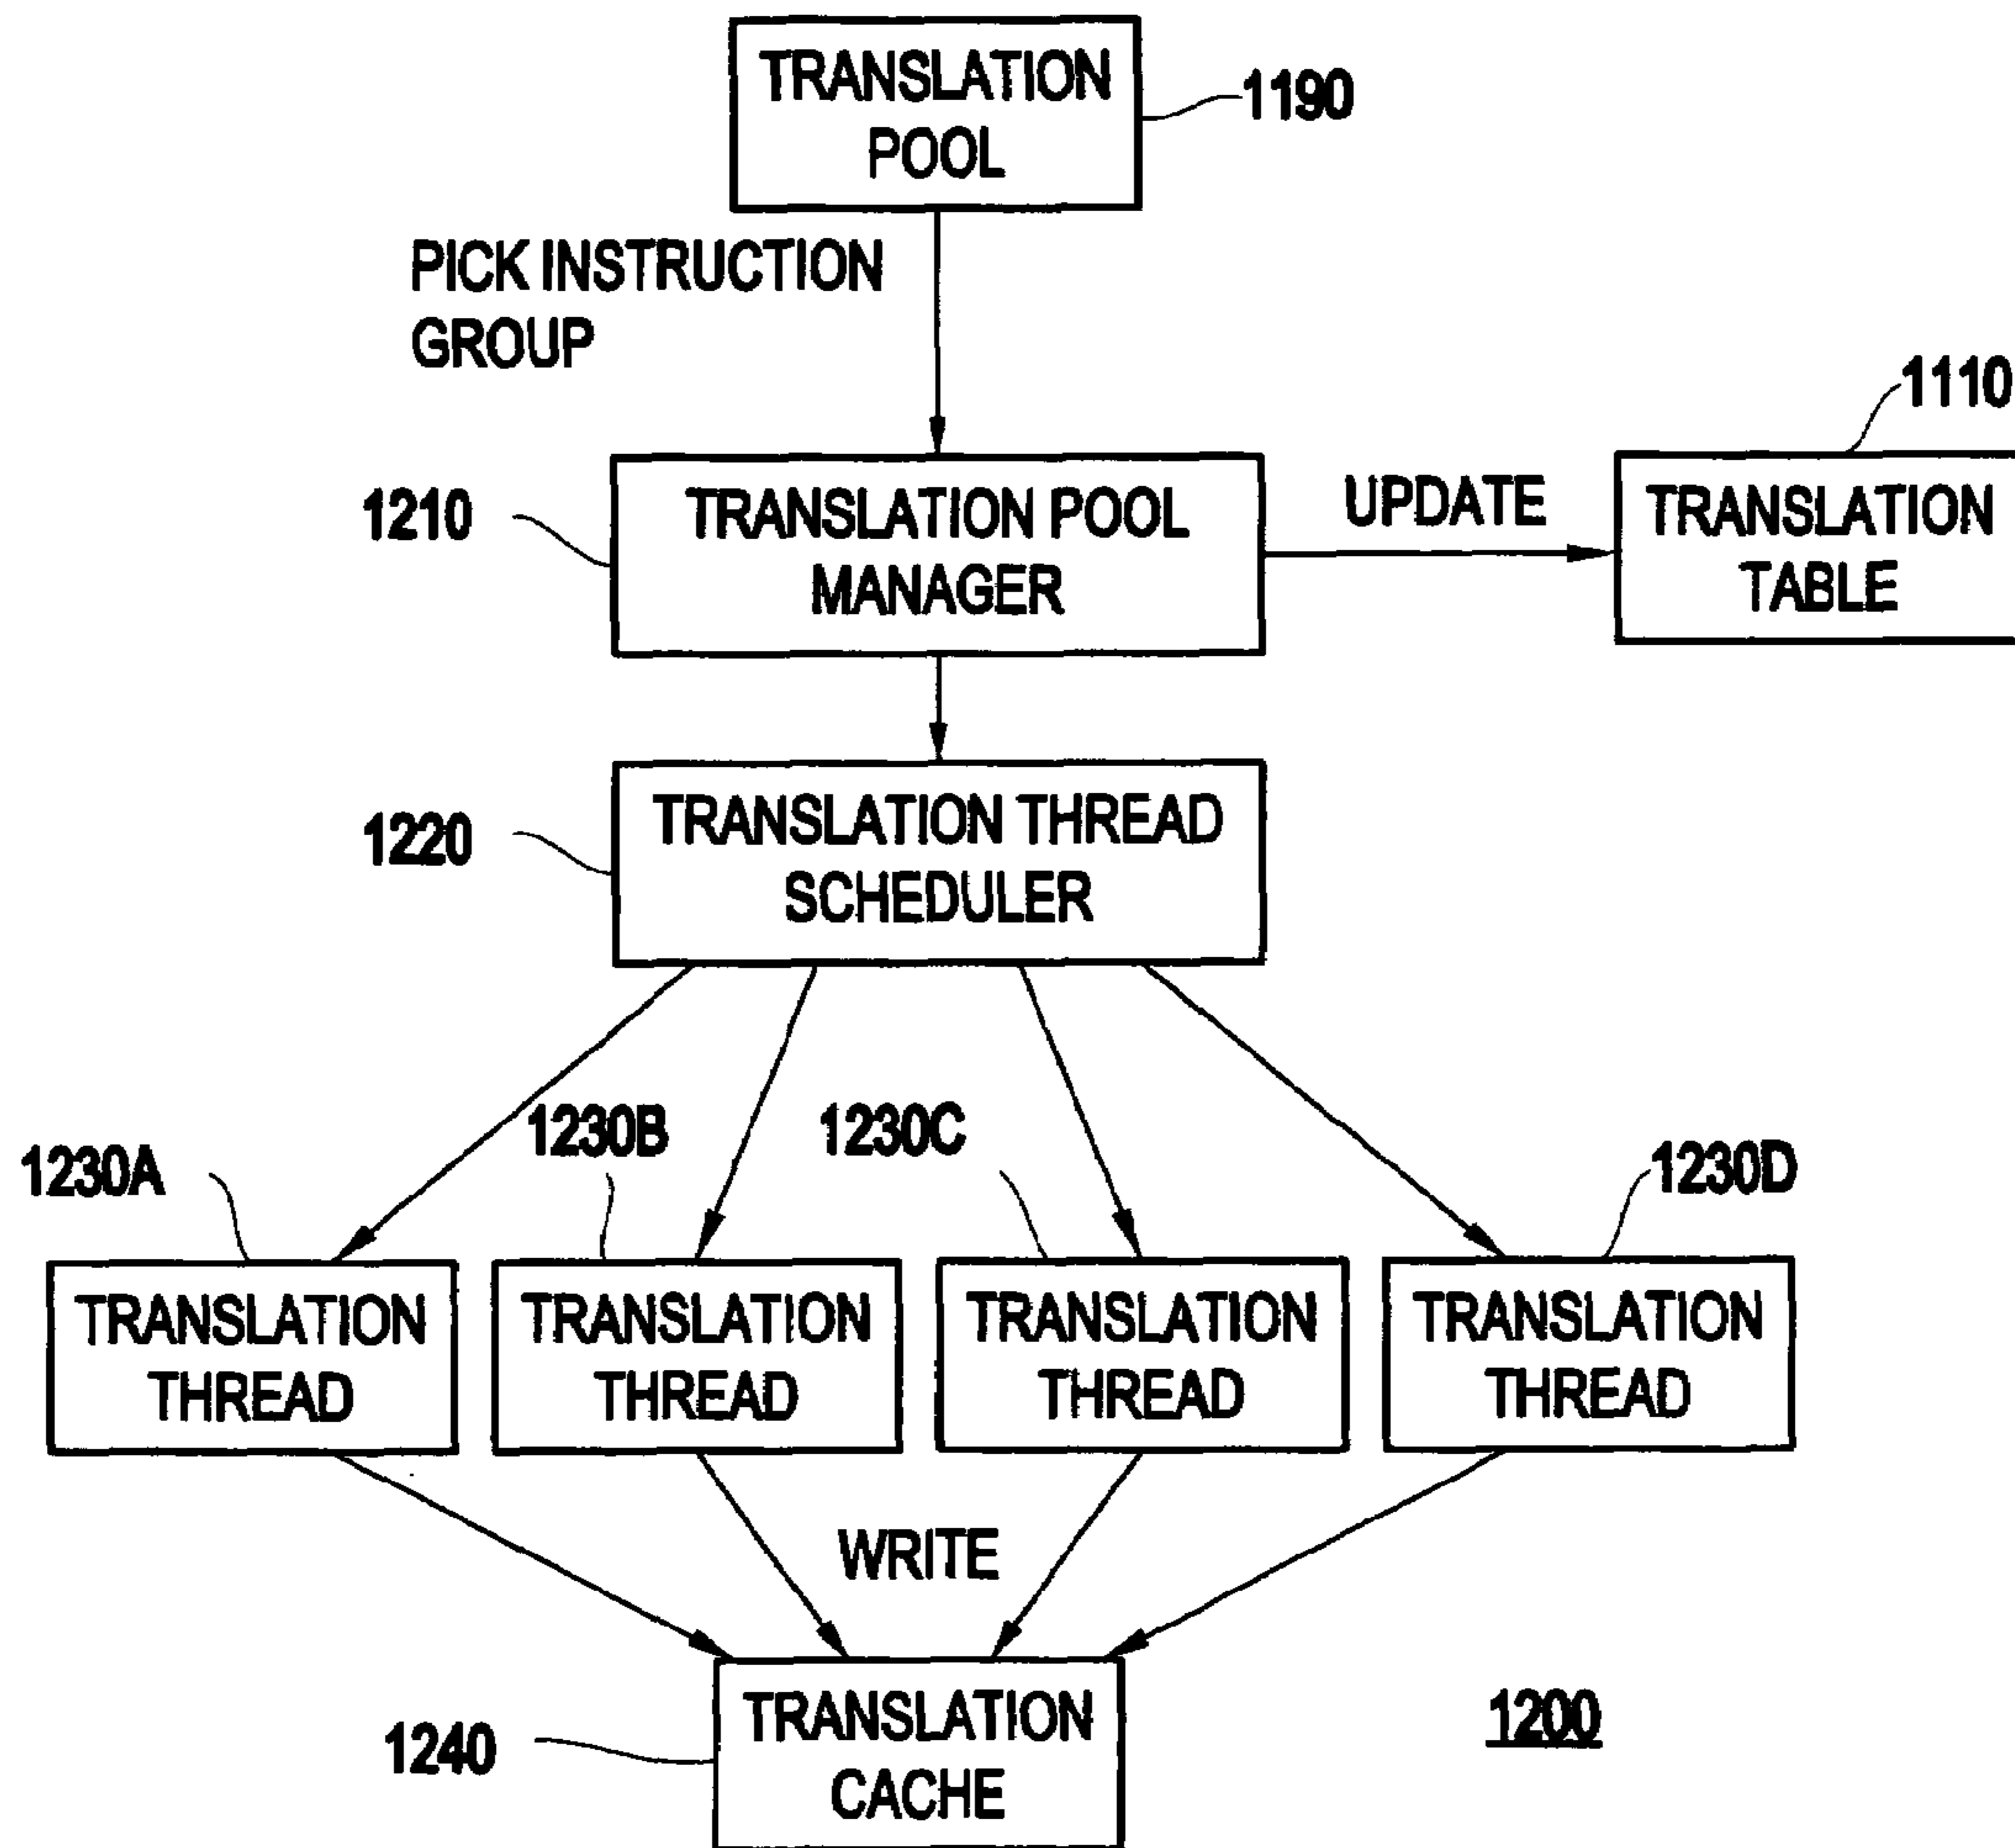 TRANSLATION
POOL
1190
PICK INSTRUCTION
GROUP
1110
1210
TRANSLATION POOL
MANAGER
UPDATE
TRANSLATION
TABLE
1220
TRANSLATION THREAD
SCHEDULER
1230A
1230B
1230C
1230D
TRANSLATION
THREAD
TRANSLATION
THREAD
TRANSLATION
THREAD
TRANSLATION
THREAD
WRITE
1240
TRANSLATION
CACHE
1200